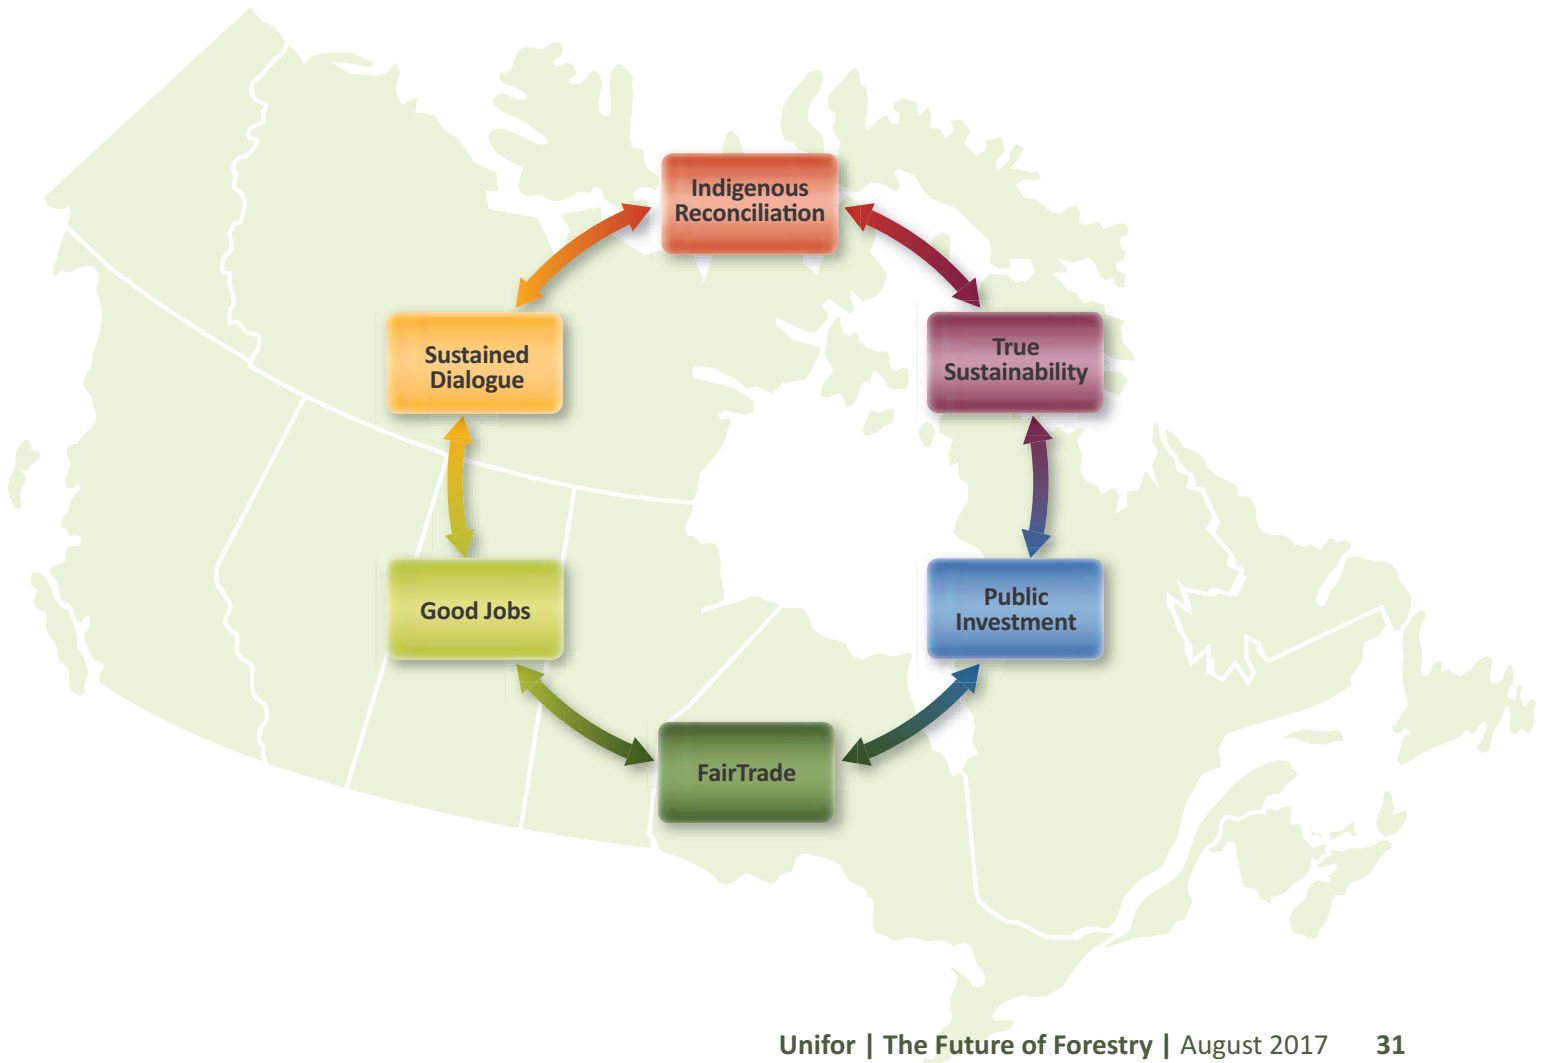 Indigenous
Reconciliation
Sustained
Dialogue
True
Sustainability
Good Jobs
Public
Investment
FairTrade
Unifor | The Future of Forestry | August 2017 31